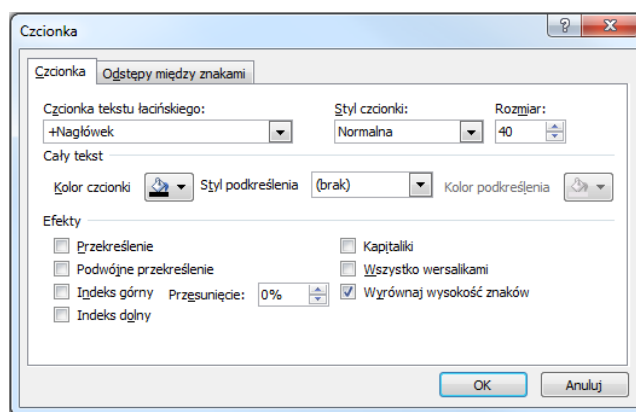 Czcionka
Czcionka Odstępy między znakami
Czcionka tekstu łacińskiego: Styl czcionki: Rozmiar:
+Nagłówek Normalna 40
Cały tekst
Kolor czcionki Styl podkreślenia (brak) Kolor podkreślenia
Efekty
Przekreślenie Kapitaliki
Podwójne przekreślenie Wszystko wersalikami
Indeks górny Przesunięcie: 0% Wyrównaj wysokość znaków
Indeks dolny
OK Anuluj